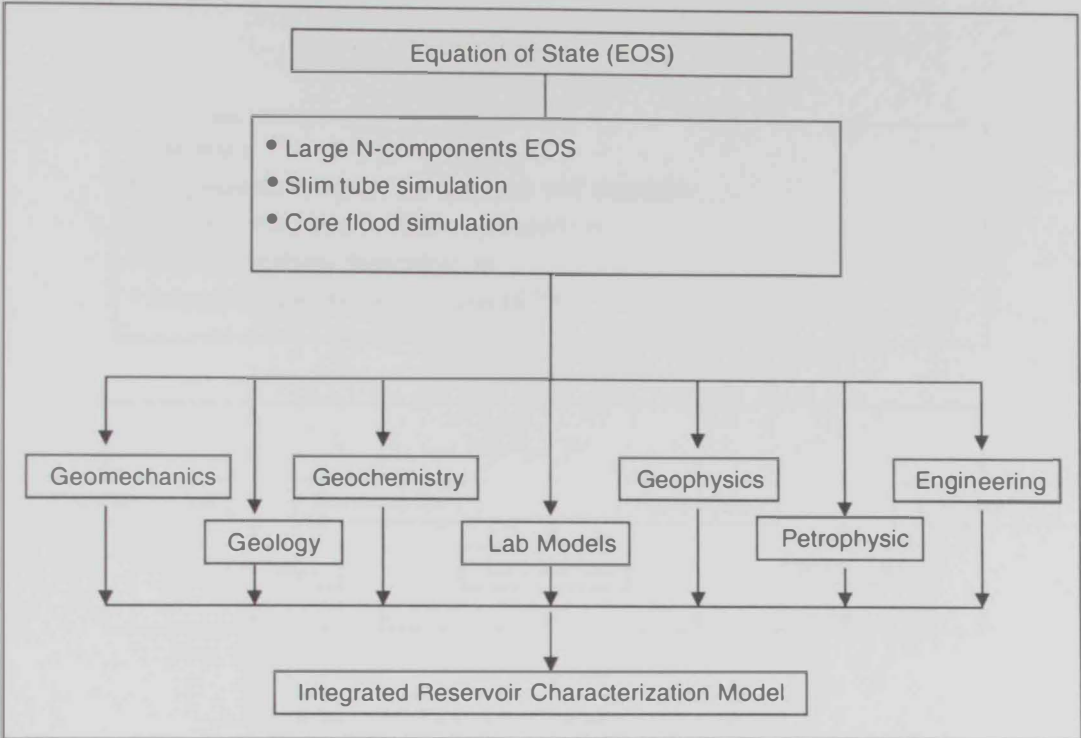 Equation of State (EOS)
• Large N-components EOS
• Slim tube simulation
• Core flood simulation
Geomechanics
Geochemistry
Geophysics
Engineering
Geology
Lab Models
Petrophysic
Integrated Reservoir Characterization Model